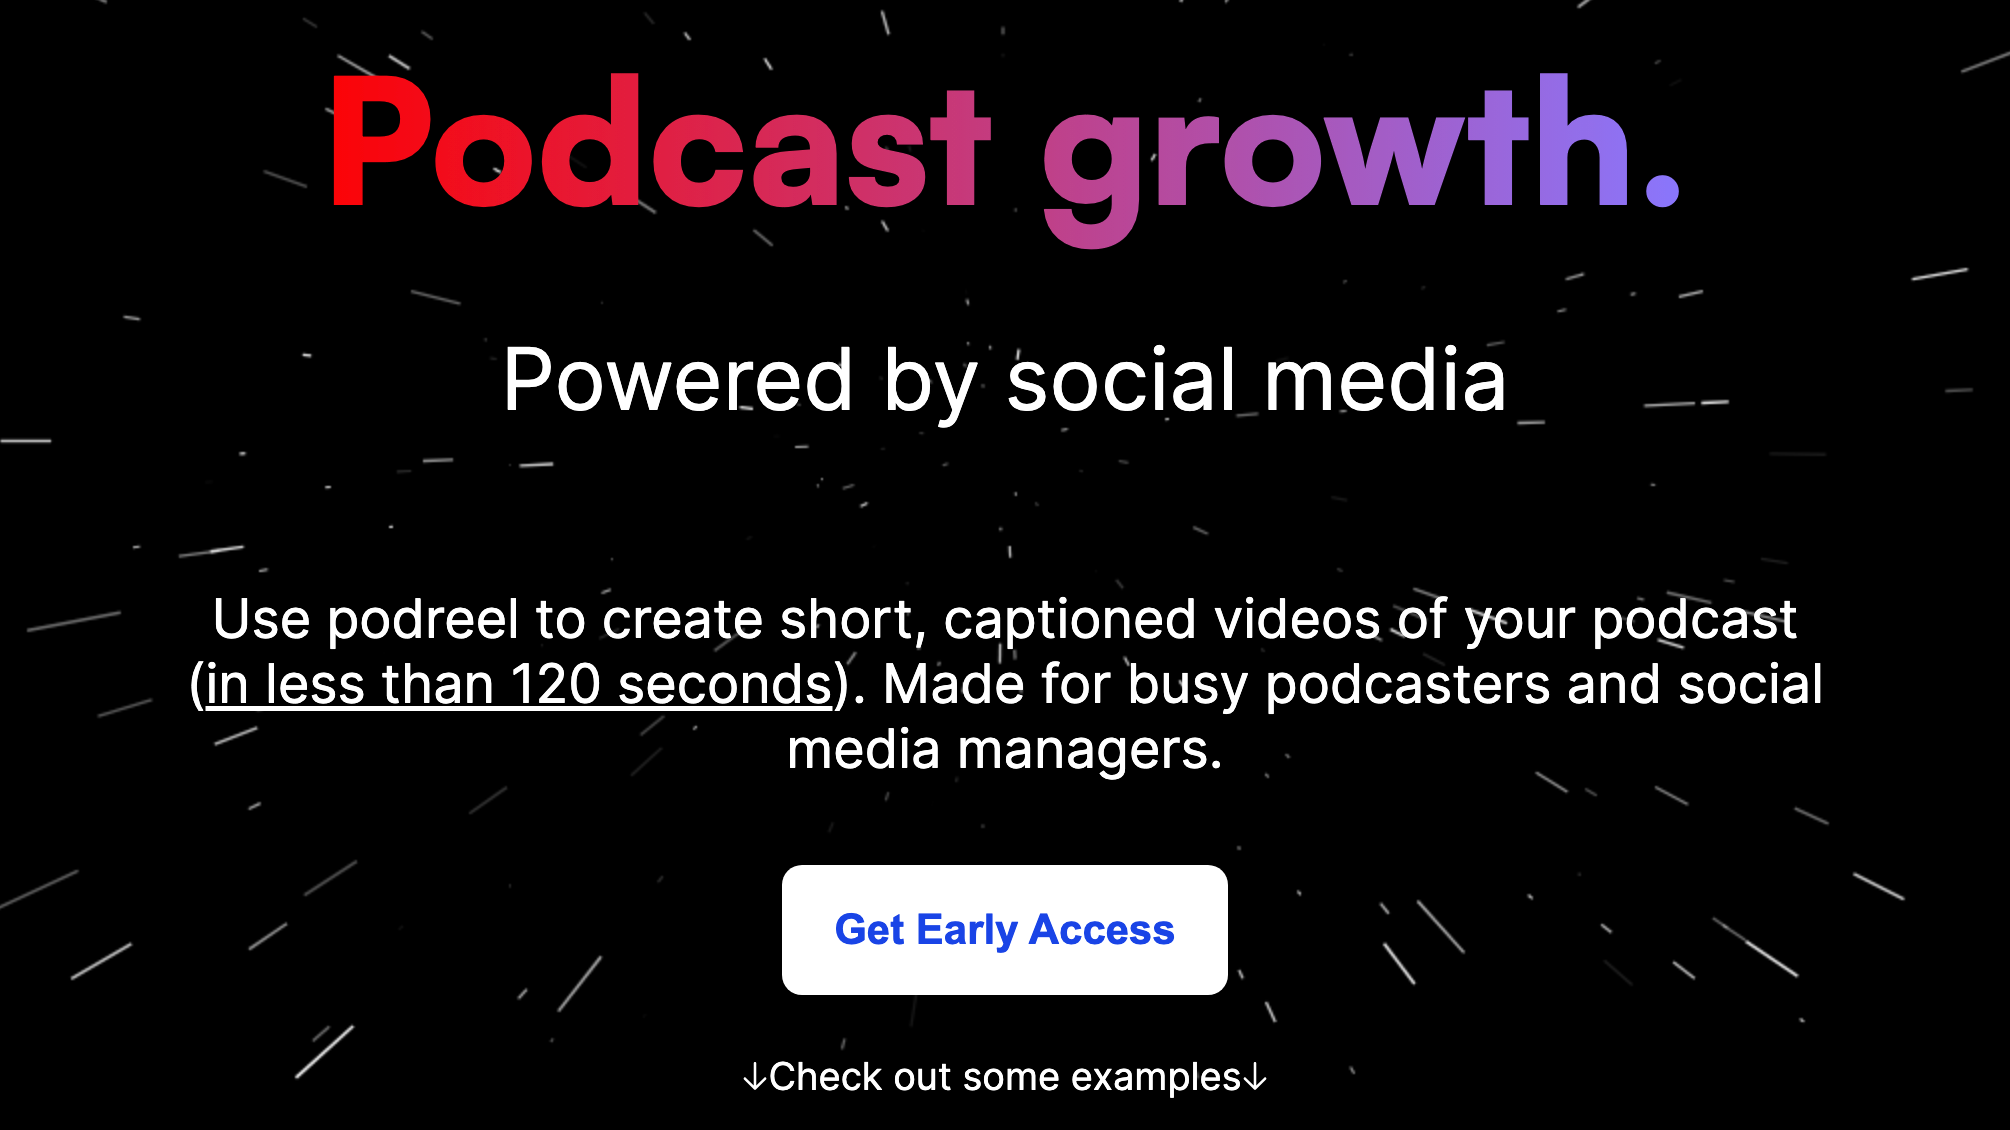 Podcast growth.
Powered by social media
Use podreel to create short, captioned videos of your podcast
(in less than 120 seconds). Made for busy podcasters and social
media managers.
Get Early Access
↓Check out some examples↓